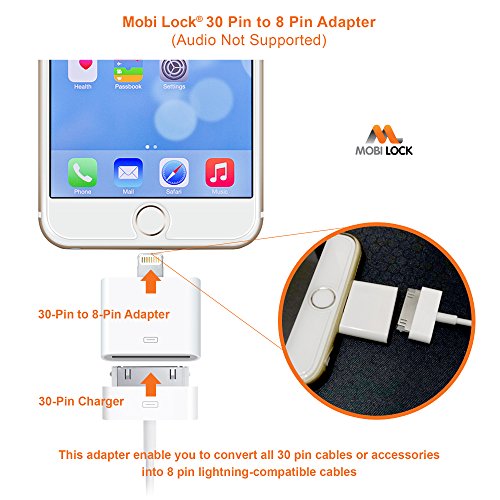 Mobi Lock® 30 Pin to 8 Pin Adapter
(Audio Not Supported)
Health
Passbook
Settings
Phone
Mail
Safari
Music
MOBI LOCK
30-Pin to 8-Pin Adapter
30-Pin Charger
This adapter enable you to convert all 30 pin cables or accessories
into 8 pin lightning-compatible cables